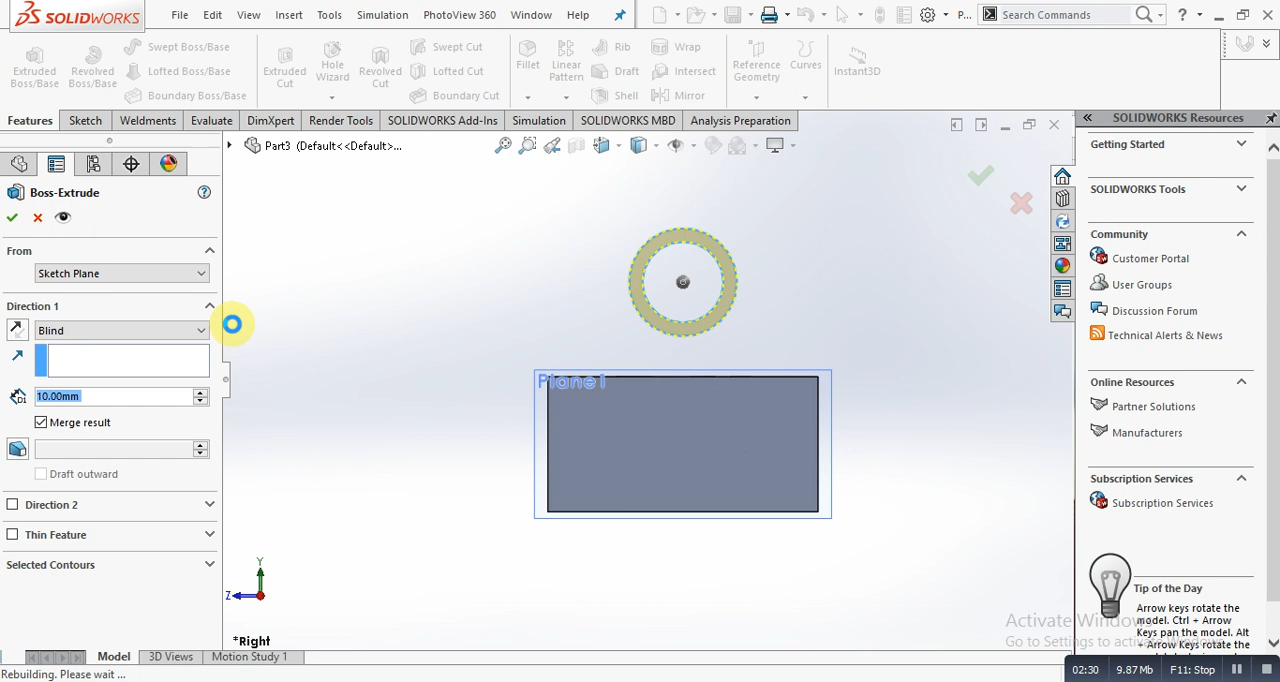 SOLIDWORKS File Edit View Insert Tools Simulation PhotoView 360 Window Help P... Search Commands ?
Extruded Boss/Base
Revolved Boss/Base
Swept Boss/Base
Lofted Boss/Base
Boundary Boss/Base
Extruded Cut
Hole Wizard
Revolved Cut
Swept Cut
Lofted Cut
Boundary Cut
Fillet
Linear Pattern
Rib
Draft
Shell
Wrap
Intersect
Mirror
Reference Geometry
Curves
Instant3D
Features Sketch Weldments Evaluate DimXpert Render Tools SOLIDWORKS Add-Ins Simulation SOLIDWORKS MBD Analysis Preparation
Part3 (Default<<Default>...
Boss-Extrude
From
Sketch Plane
Direction 1
Blind
D1
10.00mm
Merge result
Draft outward
Direction 2
Thin Feature
Selected Contours
Plane1
Y
Z
*Right
SOLIDWORKS Resources
Getting Started
SOLIDWORKS Tools
Community
Customer Portal
User Groups
Discussion Forum
Technical Alerts & News
Online Resources
Partner Solutions
Manufacturers
Subscription Services
Subscription Services
Tip of the Day
Arrow keys rotate the
model. Ctrl + Arrow
Keys pan the model. Alt
+ Arrow Keys rotate the
Activate Windows
Go to Settings to activate
Model 3D Views Motion Study 1
Rebuilding. Please wait ...
02:30 9.87 Mb F11: Stop